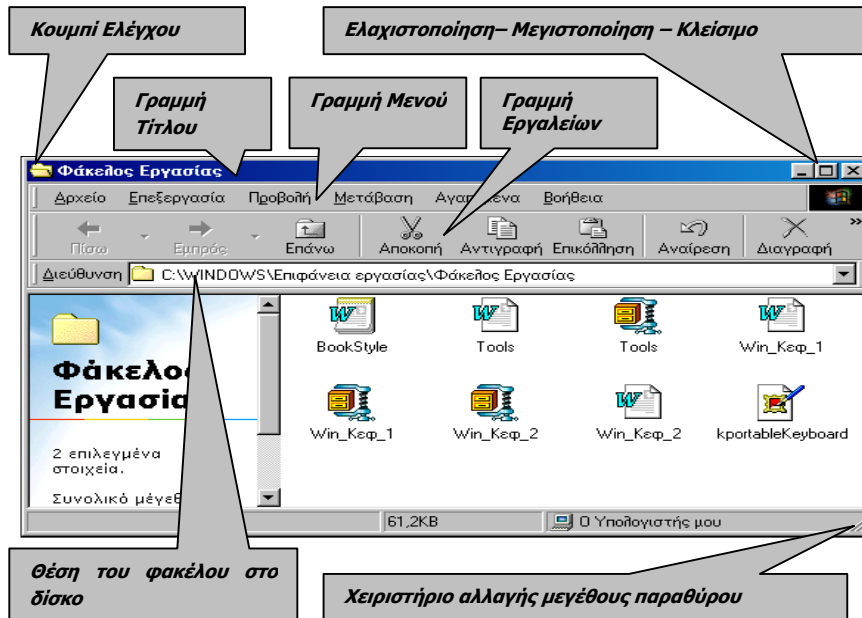 Κουμπί Ελέγχου
Ελαχιστοποίηση– Μεγιστοποίηση – Κλείσιμο
Γραμμή
Τίτλου
Γραμμή Μενού
Γραμμή
Εργαλείων
Φάκελος Εργασίας
Αρχείο Επεξεργασία Προβολή Μετάβαση Βοήθεια
Πίσω Εμπρός Επάνω Αποκοπή Αντιγραφή Επικόλληση Αναίρεση Διαγραφή »
Διεύθυνση C:\WINDOWS\Επιφάνεια εργασίας\Φάκελος Εργασίας
Φάκελος
Εργασία
2 επιλεγμένα
στοιχεία.
Συνολικό
BookStyle Tools Tools Win_Κεφ_1
Win_Κεφ_1 Win_Κεφ_2 Win_Κεφ_2 kportableKeyboard
61,2KB Ο Υπολογιστής μου
Θέση του φακέλου στο
δίσκο
Χειριστήριο αλλαγής μεγέθους παραθύρου